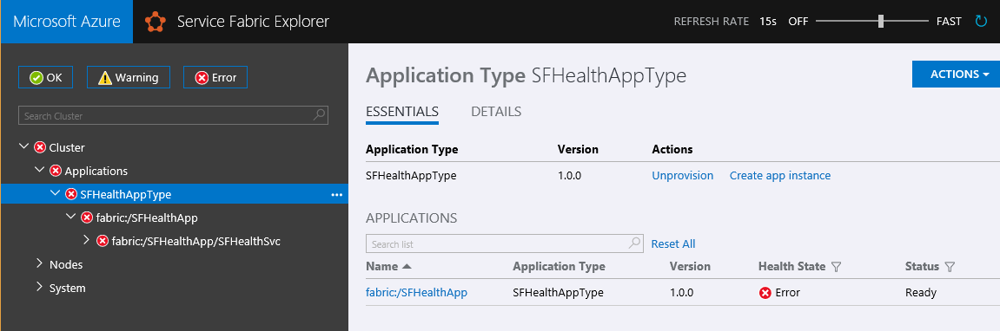 Microsoft Azure Service Fabric Explorer REFRESH RATE 15s OFF FAST
OK Warning Error
Search Cluster
Cluster
Applications
SFHealthAppType
fabric:/SFHealthApp
fabric:/SFHealthApp/SFHealthSvc
Nodes
System
Application Type SFHealthAppType ACTIONS
ESSENTIALS DETAILS
Application Type Version Actions
SFHealthAppType 1.0.0 Unprovision Create app instance
APPLICATIONS
Search list Reset All
Name Application Type Version Health State Status
fabric:/SFHealthApp SFHealthAppType 1.0.0 Error Ready